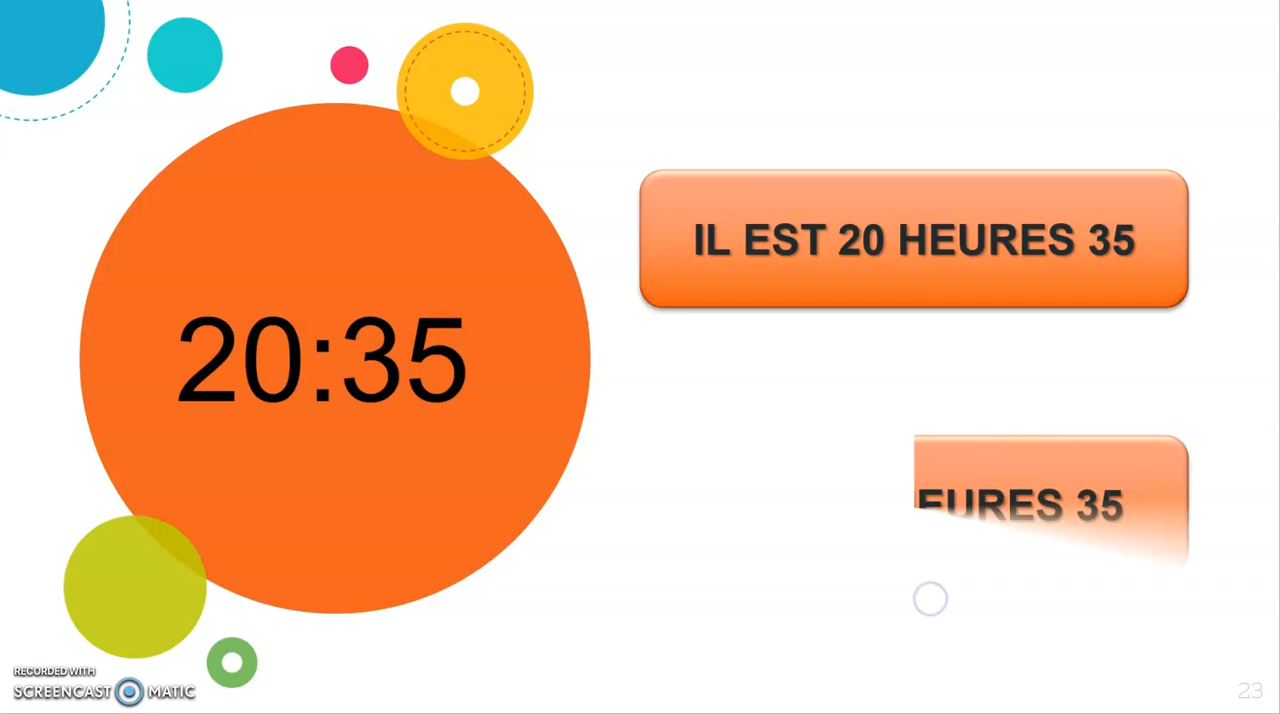 20:35
IL EST 20 HEURES 35
EURES 35
RECORDED WITH
SCREENCAST MATIC
23